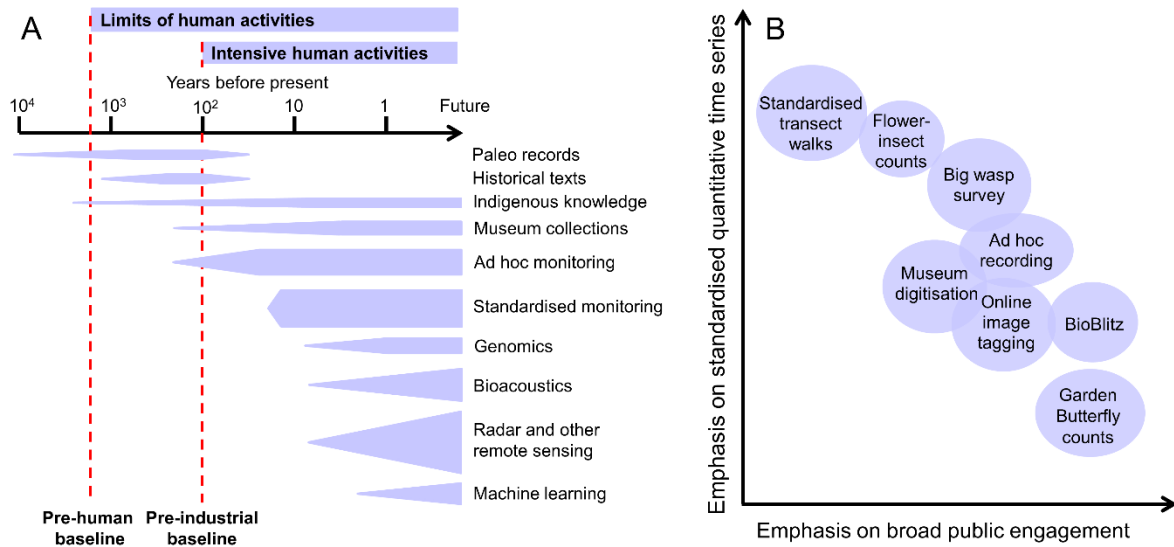 A
Limits of human activities
Intensive human activities
Years before present
10⁴
10³
10²
10
1
Future
Paleo records
Historical texts
Indigenous knowledge
Museum collections
Ad hoc monitoring
Standardised monitoring
Genomics
Bioacoustics
Radar and other
remote sensing
Machine learning
Pre-human
baseline
Pre-industrial
baseline
B
Emphasis on standardised quantitative time series
Standardised
transect
walks
Flower-
insect
counts
Big wasp
survey
Ad hoc
recording
Museum
digitisation
Online
image
tagging
BioBlitz
Garden
Butterfly
counts
Emphasis on broad public engagement